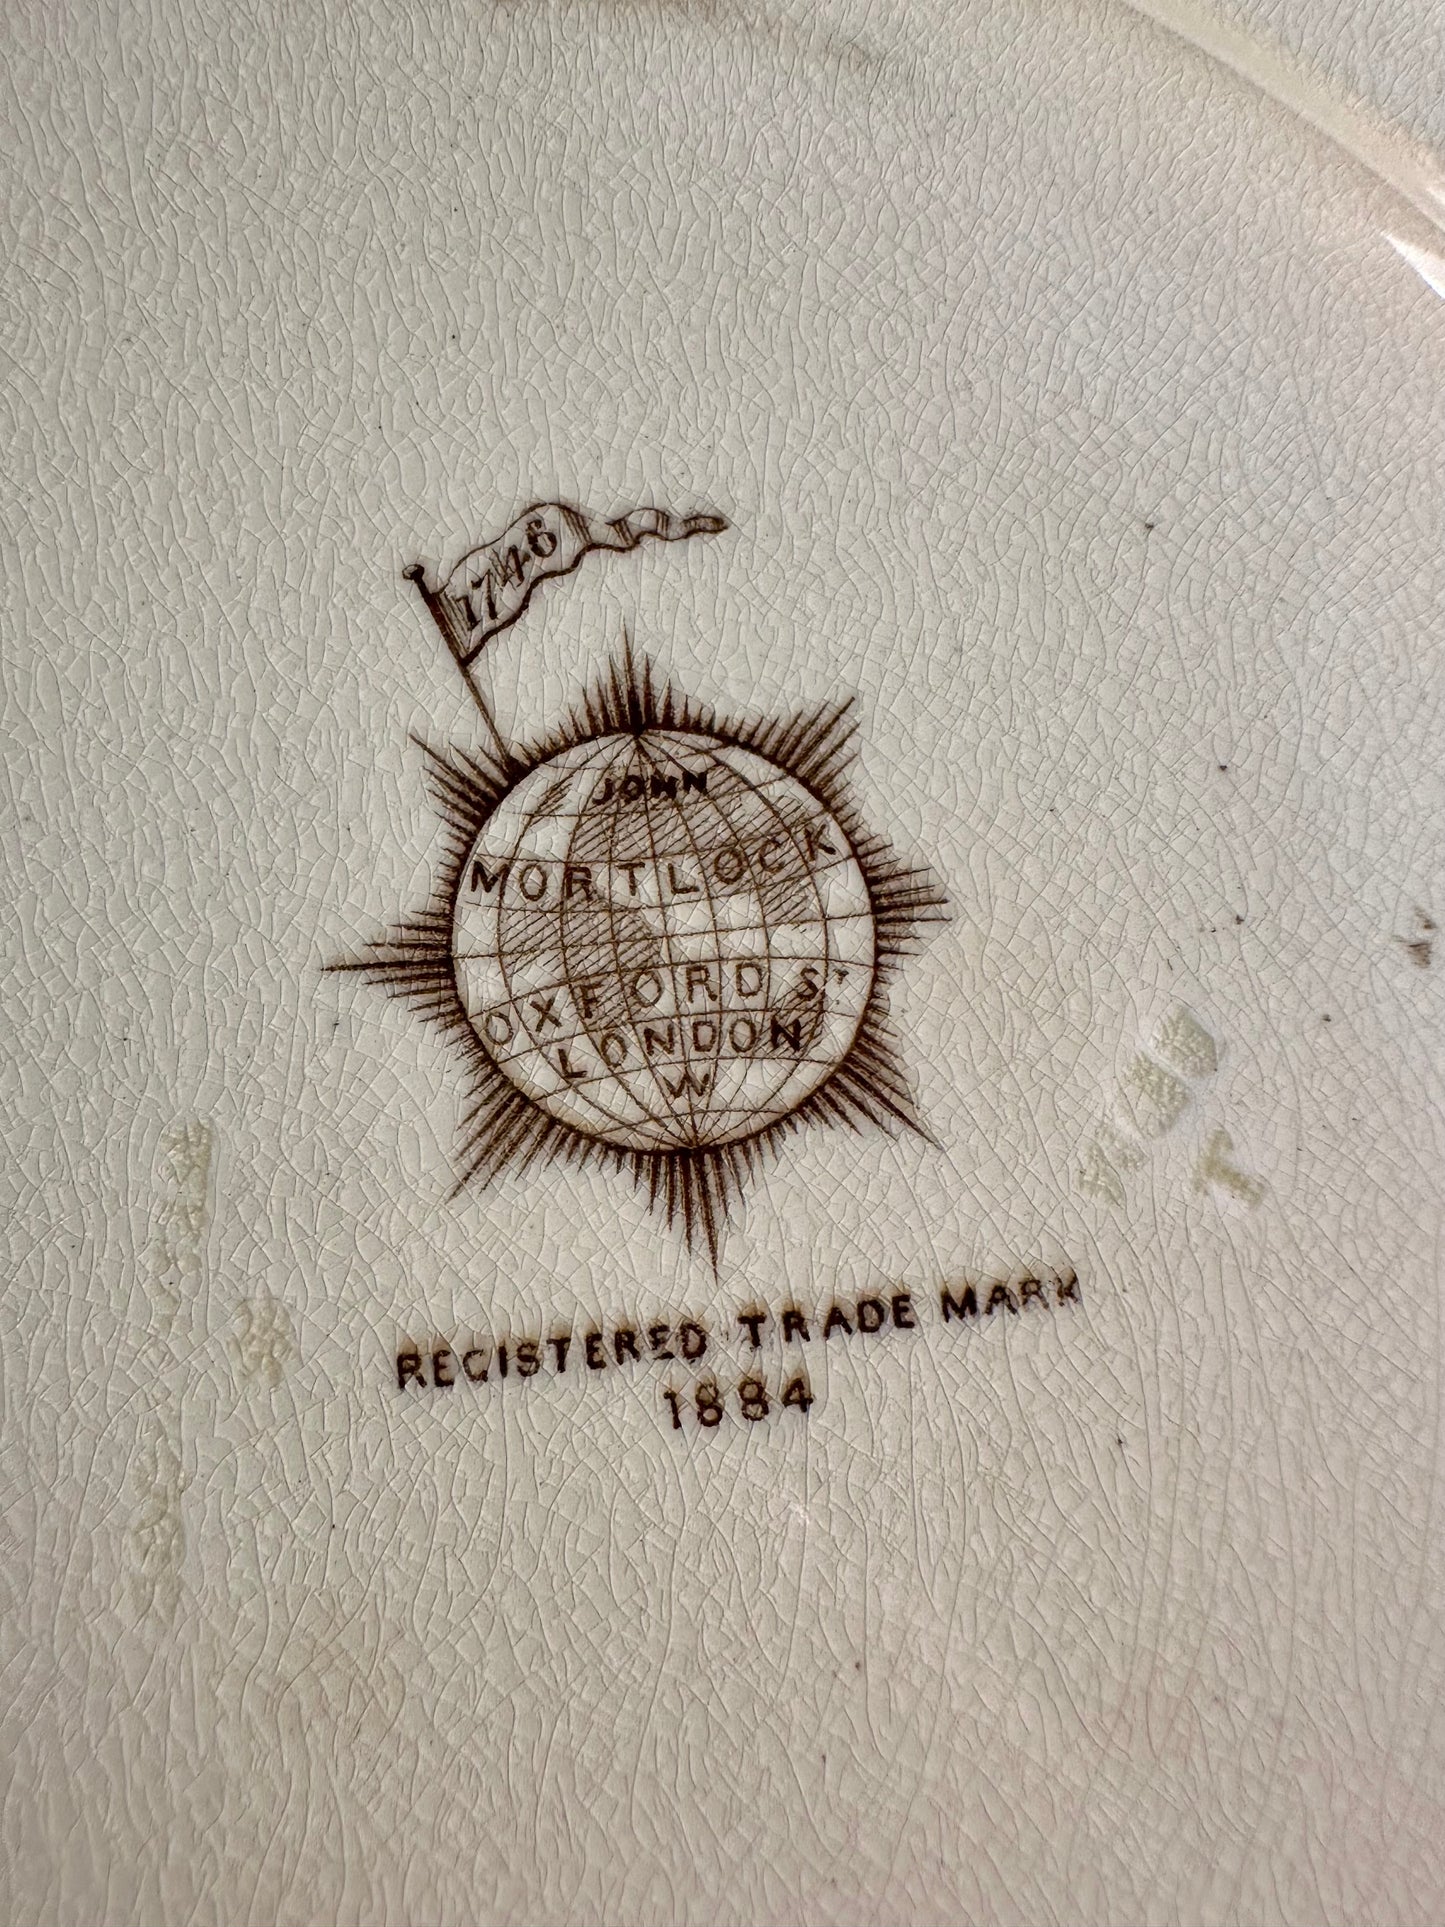 1746
JOHN
MORTLOCK
OXFORD ST
LONDON
W
REGISTERED TRADE MARK
1884